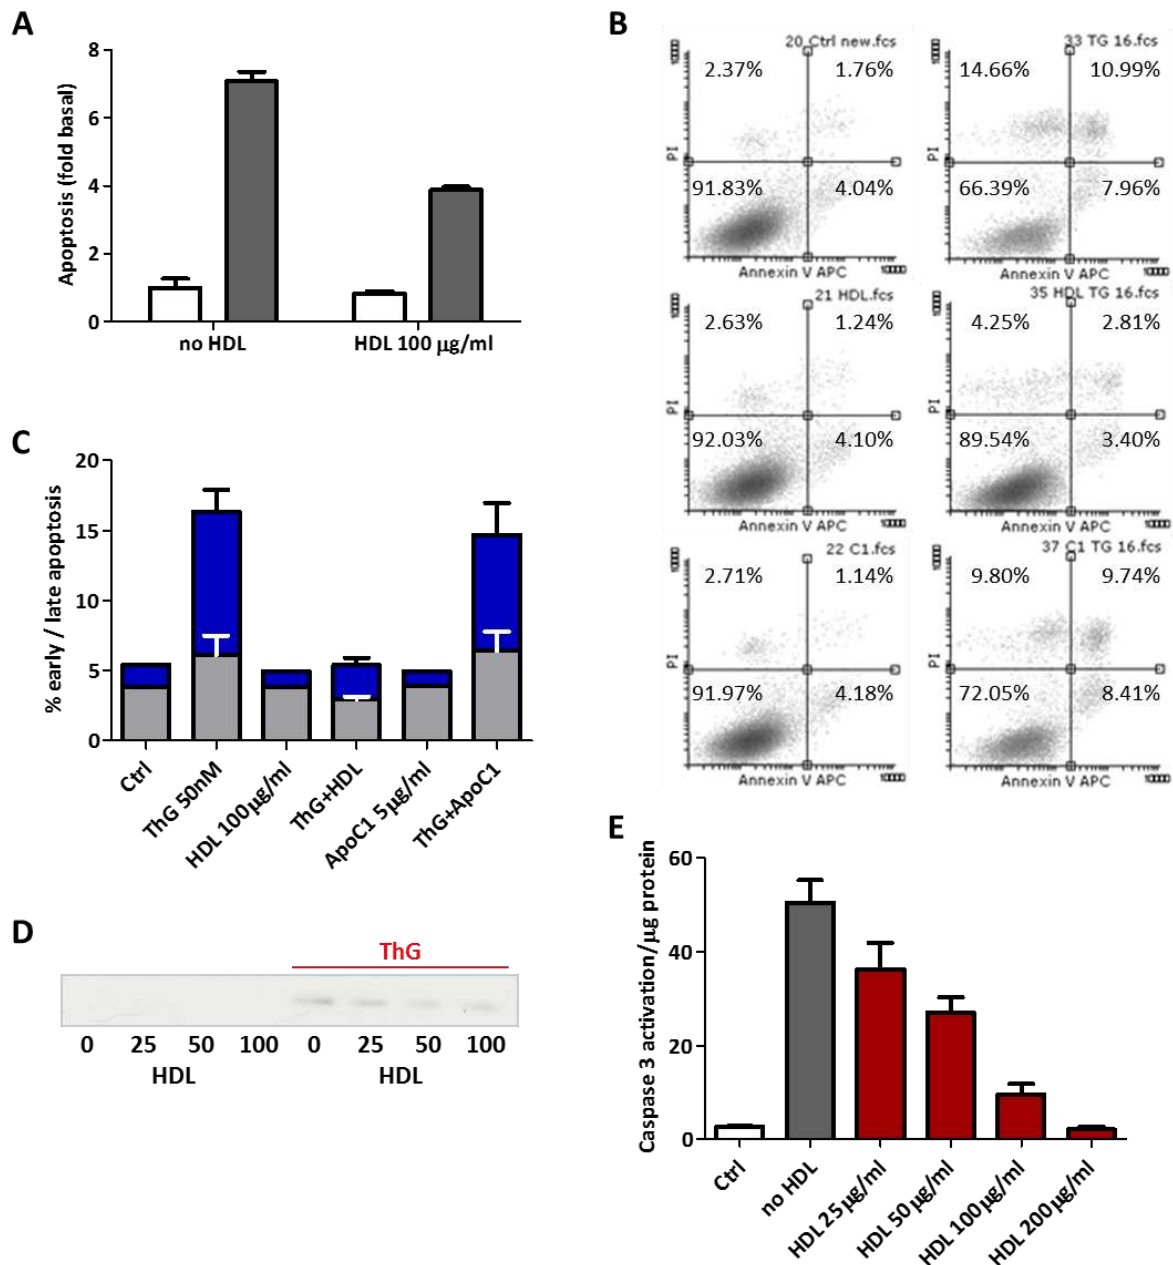 A
8
6
4
2
0
Apoptosis (fold basal)
no HDL
HDL 100 µg/ml
B
20 Ctrl new.fcs
2.37% 1.76%
91.83% 4.04%
PI
Annexin V APC
33 TG 16.fcs
14.66% 10.99%
66.39% 7.96%
PI
Annexin V APC
21 HDL.fcs
2.63% 1.24%
92.03% 4.10%
PI
Annexin V APC
35 HDL TG 16.fcs
4.25% 2.81%
89.54% 3.40%
PI
Annexin V APC
22 C1.fcs
2.71% 1.14%
91.97% 4.18%
PI
Annexin V APC
37 C1 TG 16.fcs
9.80% 9.74%
72.05% 8.41%
PI
Annexin V APC
C
20
15
10
5
0
% early / late apoptosis
Ctrl
ThG 50nM
HDL 100µg/ml
ThG+HDL
ApoC1 5µg/ml
ThG+ApoC1
D
ThG
0 25 50 100 0 25 50 100
HDL HDL
E
60
40
20
0
Caspase 3 activation/µg protein
Ctrl
no HDL
HDL 25µg/ml
HDL 50µg/ml
HDL 100µg/ml
HDL 200µg/ml